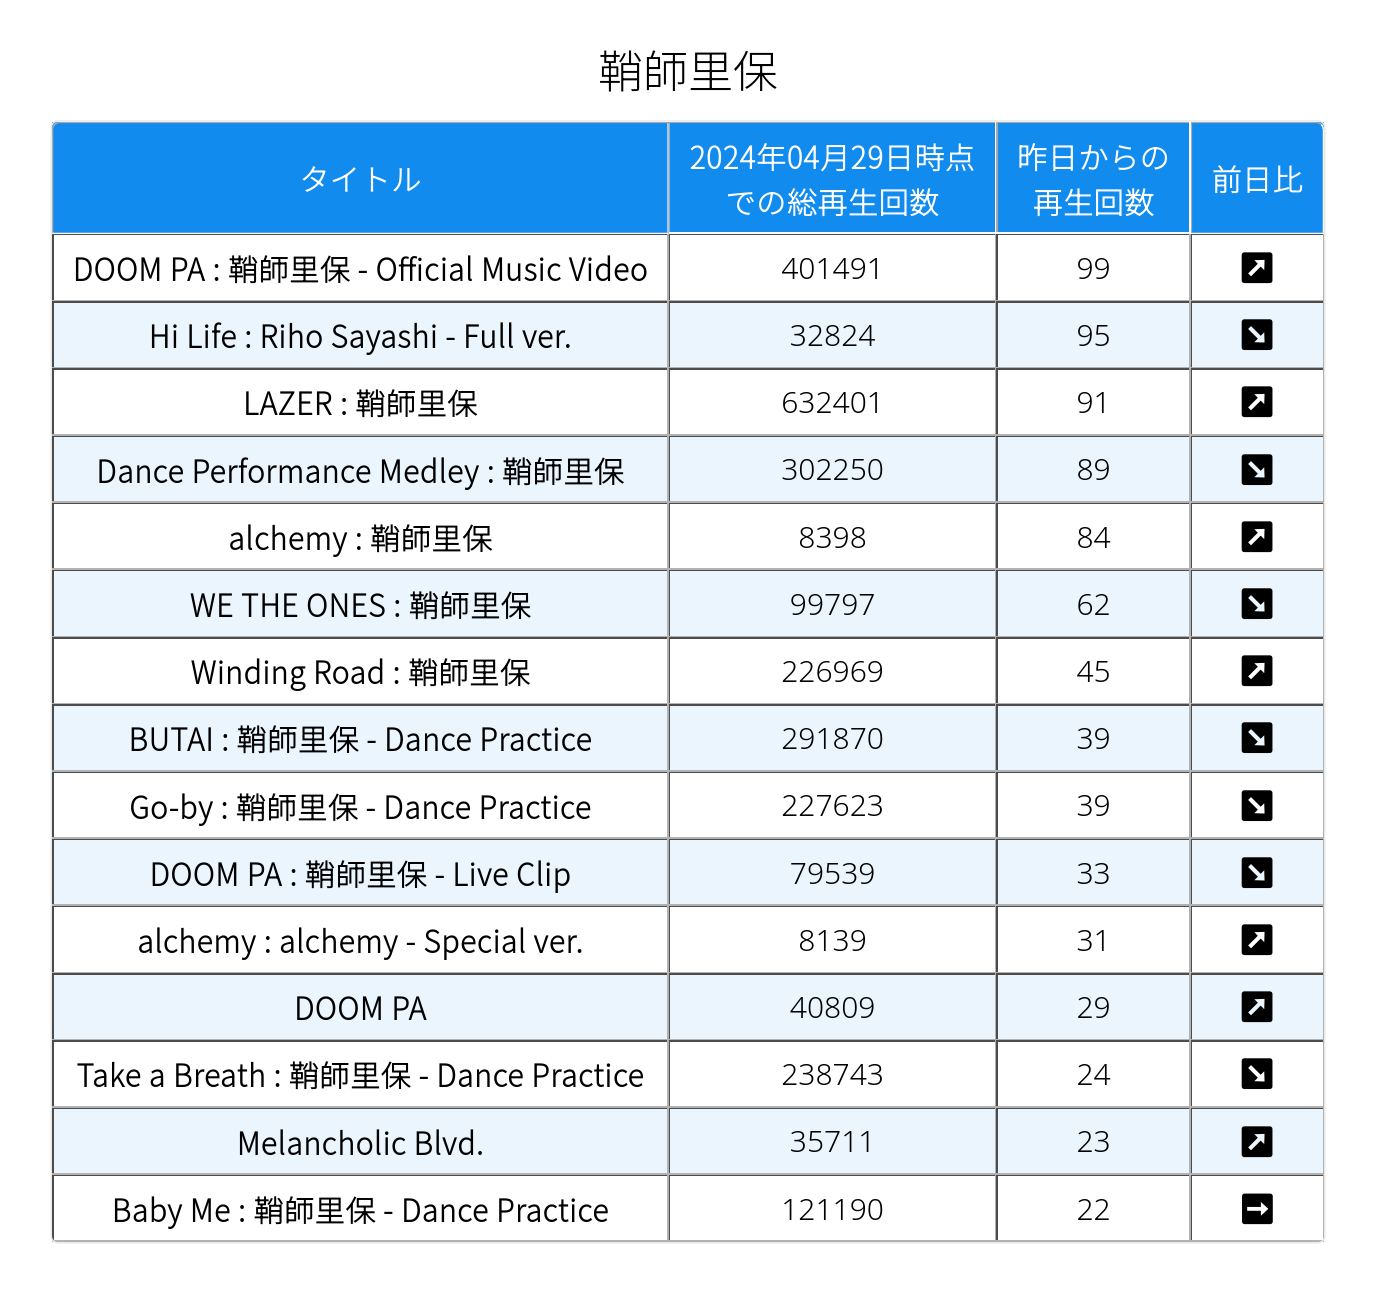 鞘師里保
タイトル
2024年04月29日時点
での総再生回数
昨日からの
再生回数
前日比
DOOM PA : 鞘師里保 - Official Music Video 401491 99 ↗
Hi Life : Riho Sayashi - Full ver. 32824 95 ↘
LAZER : 鞘師里保 632401 91 ↗
Dance Performance Medley : 鞘師里保 302250 89 ↘
alchemy : 鞘師里保 8398 84 ↗
WE THE ONES : 鞘師里保 99797 62 ↘
Winding Road : 鞘師里保 226969 45 ↗
BUTAI : 鞘師里保 - Dance Practice 291870 39 ↘
Go-by : 鞘師里保 - Dance Practice 227623 39 ↘
DOOM PA : 鞘師里保 - Live Clip 79539 33 ↘
alchemy : alchemy - Special ver. 8139 31 ↗
DOOM PA 40809 29 ↗
Take a Breath : 鞘師里保 - Dance Practice 238743 24 ↘
Melancholic Blvd. 35711 23 ↗
Baby Me : 鞘師里保 - Dance Practice 121190 22 →